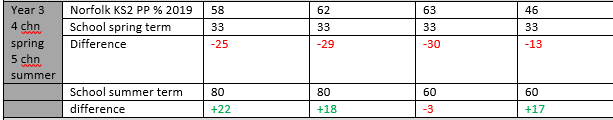 Year 3 Norfolk KS2 PP % 2019 58 62 63 46
4 chn School spring term 33 33 33 33
spring Difference -25 -29 -30 -13
5 chn
summer
School summer term 80 80 60 60
difference +22 +18 -3 +17